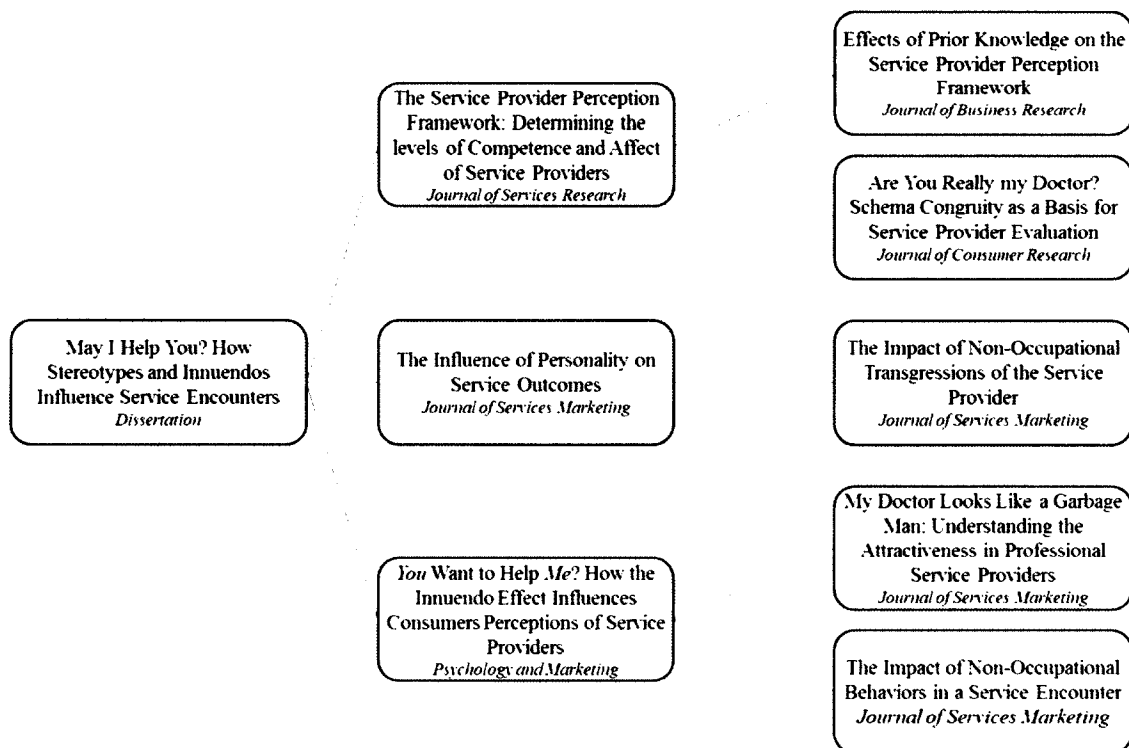 May I Help You? How
Stereotypes and Innuendos
Influence Service Encounters
Dissertation
The Service Provider Perception
Framework: Determining the
levels of Competence and Affect
of Service Providers
Journal of Services Research
The Influence of Personality on
Service Outcomes
Journal of Services Marketing
You Want to Help Me? How the
Innuendo Effect Influences
Consumers Perceptions of Service
Providers
Psychology and Marketing
Effects of Prior Knowledge on the
Service Provider Perception
Framework
Journal of Business Research
Are You Really my Doctor?
Schema Congruity as a Basis for
Service Provider Evaluation
Journal of Consumer Research
The Impact of Non-Occupational
Transgressions of the Service
Provider
Journal of Services Marketing
My Doctor Looks Like a Garbage
Man: Understanding the
Attractiveness in Professional
Service Providers
Journal of Services Marketing
The Impact of Non-Occupational
Behaviors in a Service Encounter
Journal of Services Marketing